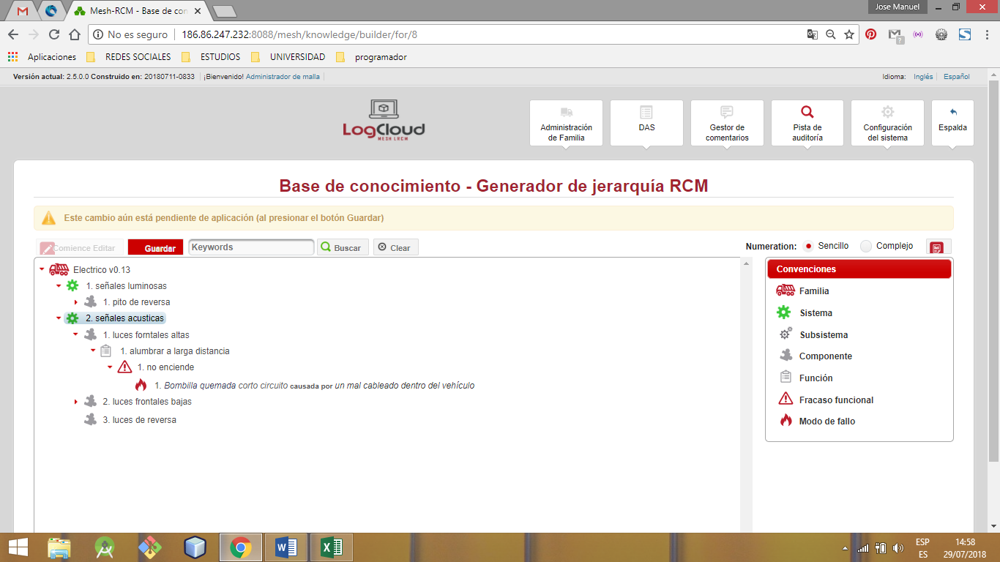 Jose Manuel
Mesh-RCM - Base de con
No es seguro 186.86.247.232:8088/mesh/knowledge/builder/for/8
Aplicaciones REDES SOCIALES ESTUDIOS UNIVERSIDAD programador
Versión actual: 2.5.0.0 Construido en: 20180711-0833 ¡Bienvenido! Administrador de malla Idioma: Inglés Español
LogCloud
MESH LRCM
Administración
de Familia
DAS
Gestor de
comentarios
Pista de
auditoría
Configuración
del sistema
Espalda
Base de conocimiento - Generador de jerarquía RCM
Este cambio aún está pendiente de aplicación (al presionar el botón Guardar)
Comience Editar Guardar Keywords Buscar Clear Numeration: Sencillo Complejo
Electrico v0.13
1. señales luminosas
1. pito de reversa
2. señales acusticas
1. luces forntales altas
1. alumbrar a larga distancia
1. no enciende
1. Bombilla quemada corto circuito causada por un mal cableado dentro del vehículo
2. luces frontales bajas
3. luces de reversa
Convenciones
Familia
Sistema
Subsistema
Componente
Función
Fracaso funcional
Modo de fallo
ESP
ES
14:58
29/07/2018